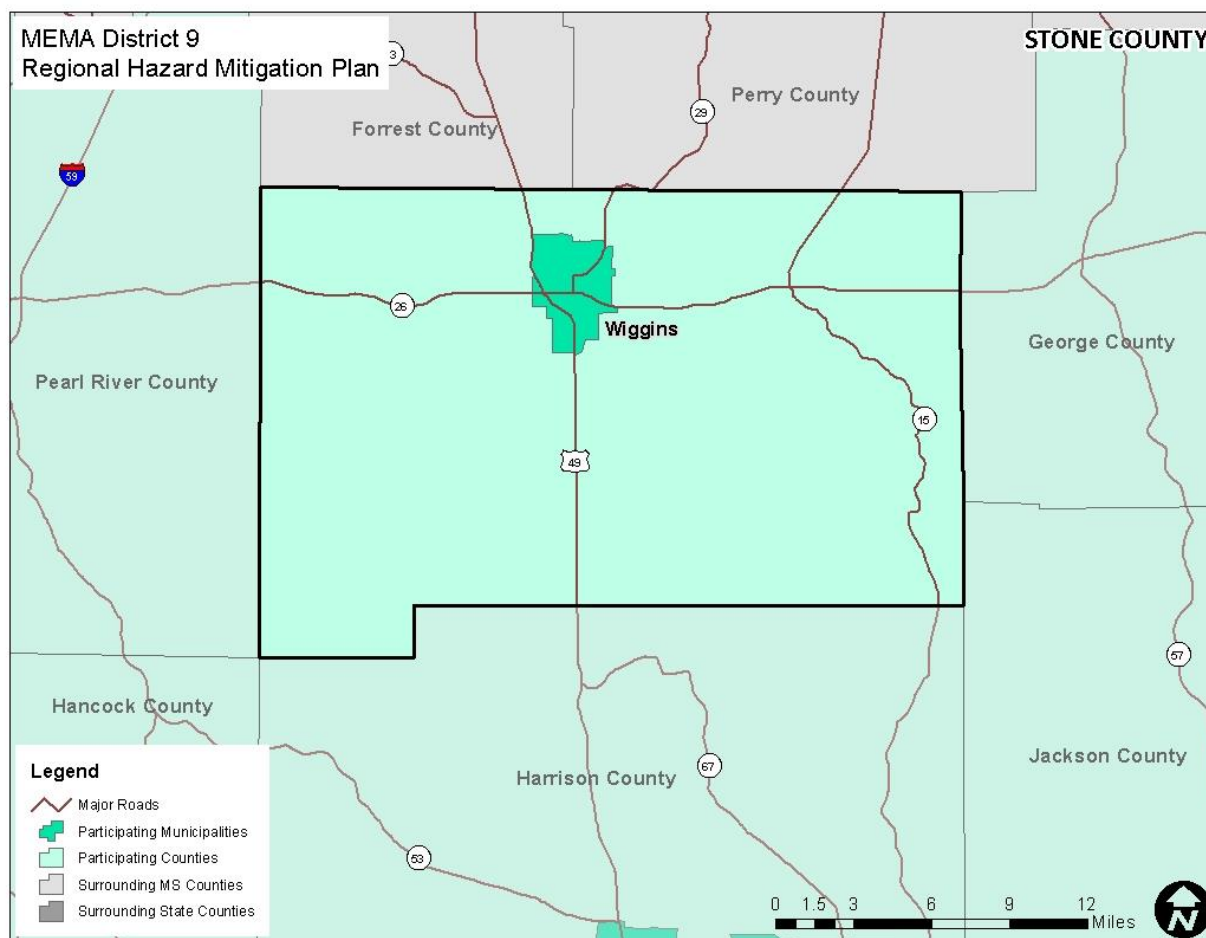 MEMA District 9
Regional Hazard Mitigation Plan
STONE COUNTY
3
Perry County
29
Forrest County
59
26
Wiggins
George County
Pearl River County
15
49
57
Hancock County
Jackson County
Harrison County
67
53
Legend
Major Roads
Participating Municipalities
Participating Counties
Surrounding MS Counties
Surrounding State Counties
0 1.5 3 6 9 12
Miles
N